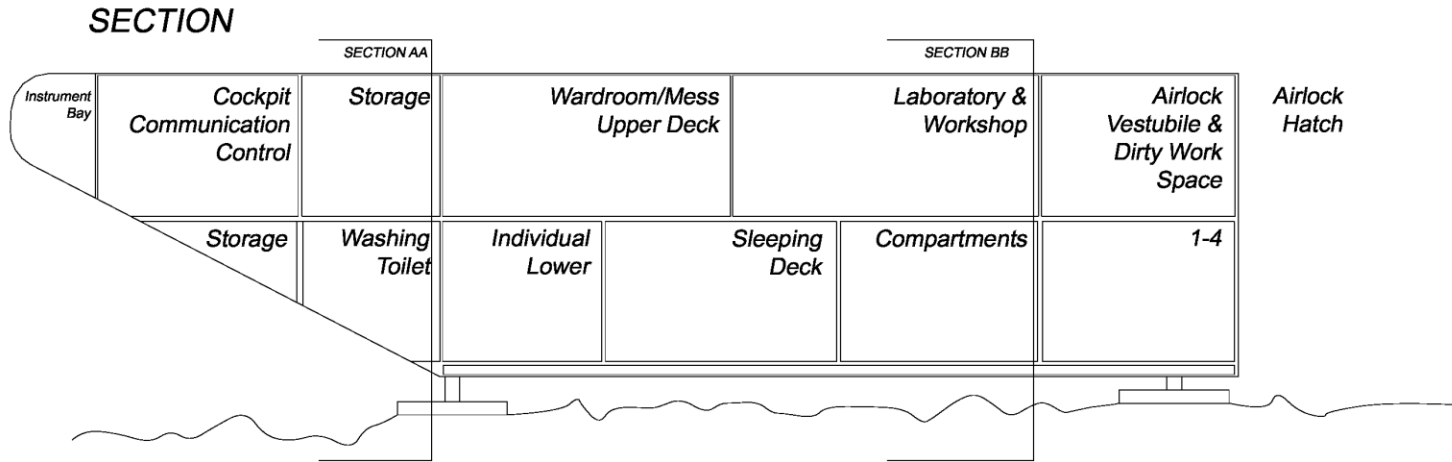 SECTION
SECTION AA
SECTION BB
Instrument
Bay
Cockpit
Communication
Control
Storage
Wardroom/Mess
Upper Deck
Laboratory &
Workshop
Airlock
Vestubile &
Dirty Work
Space
Airlock
Hatch
Storage
Washing
Toilet
Individual
Lower
Sleeping
Deck
Compartments
1-4